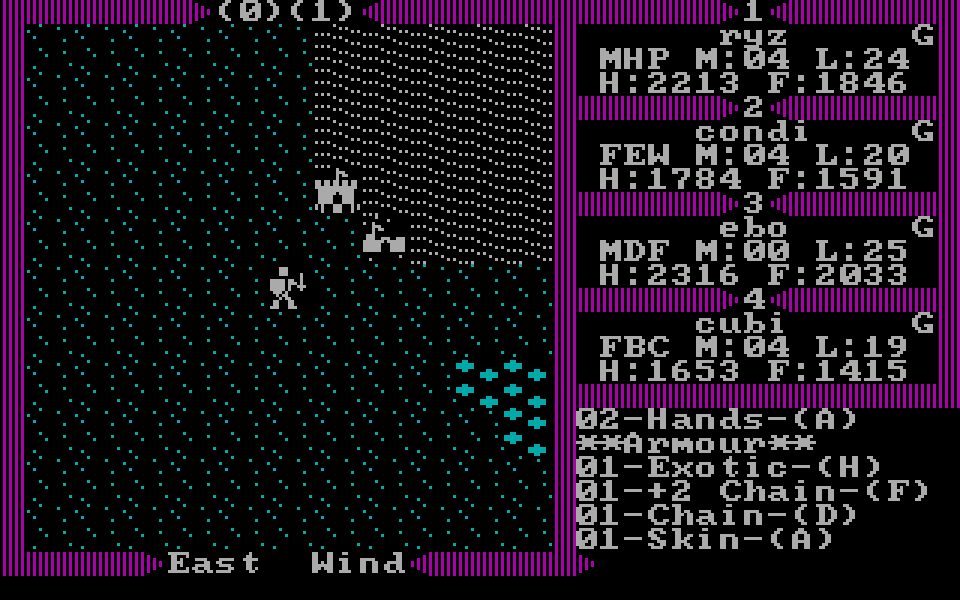 (0)(1)
1
ryz G
MHP M:04 L:24
H:2213 F:1846
2
condi G
FEW M:04 L:20
H:1784 F:1591
3
ebo G
MDF M:00 L:25
H:2316 F:2033
4
cubi G
FBC M:04 L:19
H:1653 F:1415
02-Hands-(A)
**Armour**
01-Exotic-(H)
01-+2 Chain-(F)
01-Chain-(D)
01-Skin-(A)
East Wind